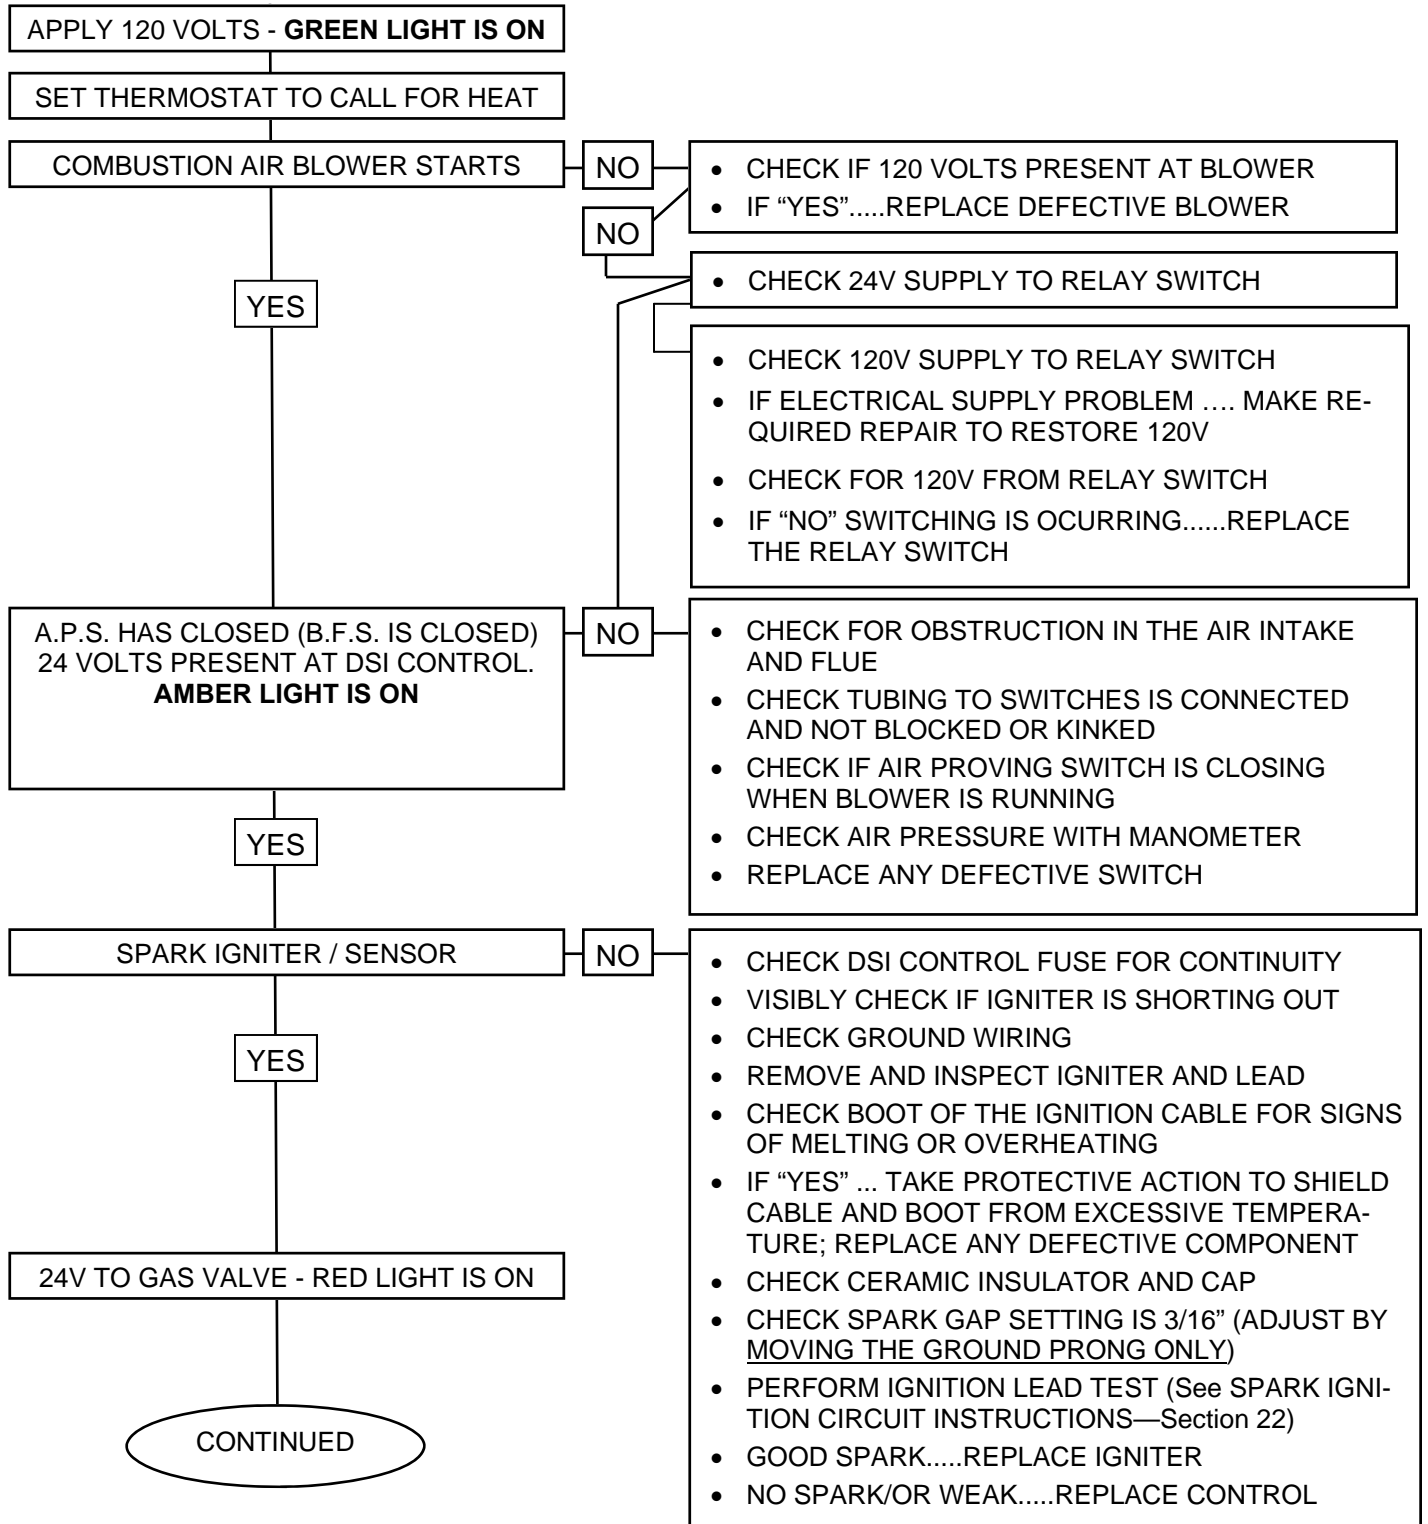 APPLY 120 VOLTS - GREEN LIGHT IS ON
SET THERMOSTAT TO CALL FOR HEAT
COMBUSTION AIR BLOWER STARTS
NO
• CHECK IF 120 VOLTS PRESENT AT BLOWER
• IF “YES”.....REPLACE DEFECTIVE BLOWER
NO
• CHECK 24V SUPPLY TO RELAY SWITCH
YES
• CHECK 120V SUPPLY TO RELAY SWITCH
• IF ELECTRICAL SUPPLY PROBLEM …. MAKE RE-
QUIRED REPAIR TO RESTORE 120V
• CHECK FOR 120V FROM RELAY SWITCH
• IF “NO” SWITCHING IS OCURRING......REPLACE
THE RELAY SWITCH
A.P.S. HAS CLOSED (B.F.S. IS CLOSED)
24 VOLTS PRESENT AT DSI CONTROL.
AMBER LIGHT IS ON
NO
• CHECK FOR OBSTRUCTION IN THE AIR INTAKE
AND FLUE
• CHECK TUBING TO SWITCHES IS CONNECTED
AND NOT BLOCKED OR KINKED
• CHECK IF AIR PROVING SWITCH IS CLOSING
WHEN BLOWER IS RUNNING
• CHECK AIR PRESSURE WITH MANOMETER
• REPLACE ANY DEFECTIVE SWITCH
YES
SPARK IGNITER / SENSOR
NO
• CHECK DSI CONTROL FUSE FOR CONTINUITY
• VISIBLY CHECK IF IGNITER IS SHORTING OUT
• CHECK GROUND WIRING
• REMOVE AND INSPECT IGNITER AND LEAD
• CHECK BOOT OF THE IGNITION CABLE FOR SIGNS
OF MELTING OR OVERHEATING
• IF “YES” ... TAKE PROTECTIVE ACTION TO SHIELD
CABLE AND BOOT FROM EXCESSIVE TEMPERA-
TURE; REPLACE ANY DEFECTIVE COMPONENT
• CHECK CERAMIC INSULATOR AND CAP
• CHECK SPARK GAP SETTING IS 3/16” (ADJUST BY
MOVING THE GROUND PRONG ONLY)
• PERFORM IGNITION LEAD TEST (See SPARK IGNI-
TION CIRCUIT INSTRUCTIONS—Section 22)
• GOOD SPARK.....REPLACE IGNITER
• NO SPARK/OR WEAK.....REPLACE CONTROL
YES
24V TO GAS VALVE - RED LIGHT IS ON
CONTINUED